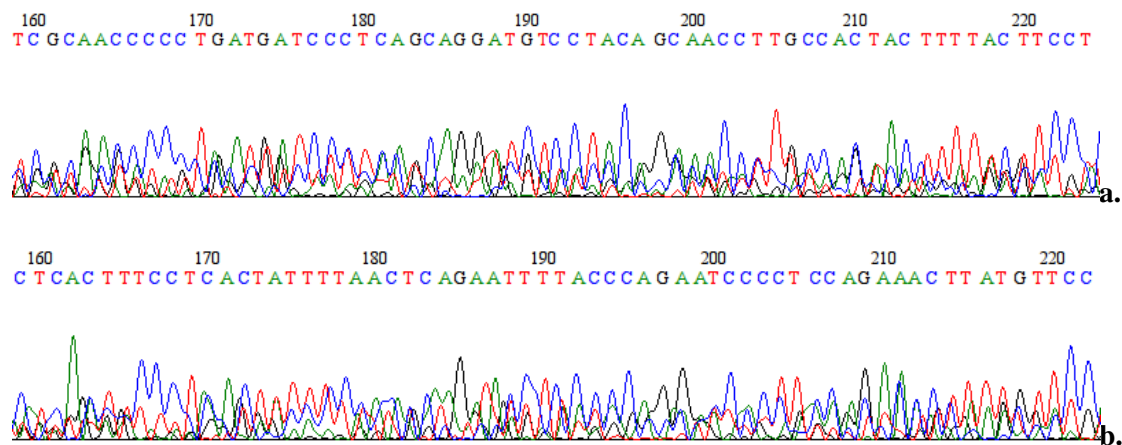 160 170 180 190 200 210 220
TCGCAACCCCCTGATGATCCCTCAGCAGGATGTCCTACAGCAACCTTGCCACTACTTTTACTTCCT
a.
160 170 180 190 200 210 220
CTCACTTTCCTCACTATTTTAACTCAGAATTTTACCCAGAATCCCCTCCAGAAACTTATGTTCC
b.